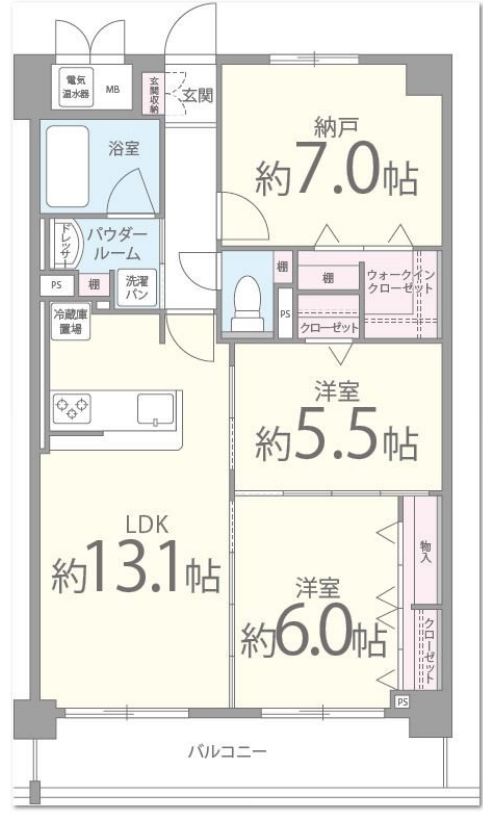 電気
温水器
MB
玄関
収納
玄関
納戸
約7.0帖
浴室
ドレッサー
パウダー
ルーム
PS
棚
洗濯
パン
棚
棚
ウォークイン
クローゼット
PS
クローゼット
冷蔵庫
置場
洋室
約5.5帖
LDK
約13.1帖
洋室
約6.0帖
物入
クローゼット
PS
バルコニー